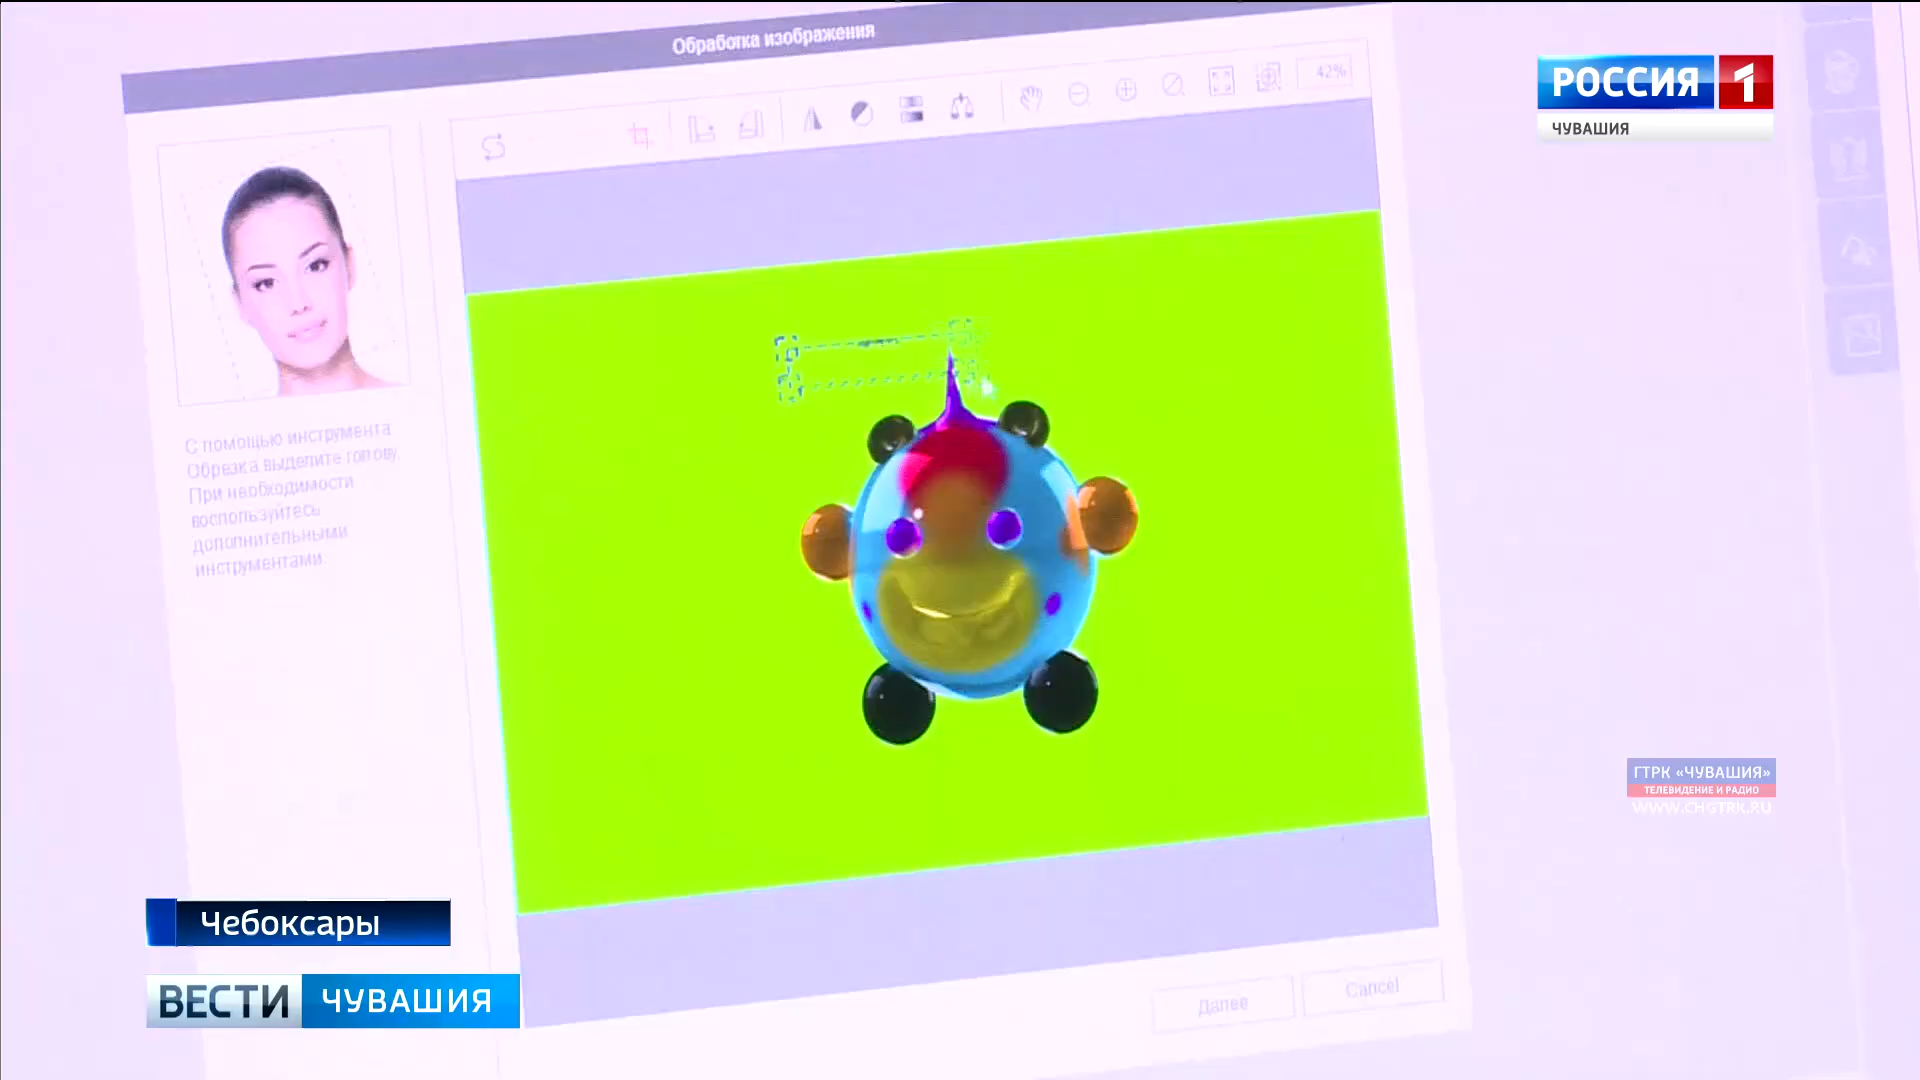 Обработка изображения
42%
РОССИЯ 1
ЧУВАШИЯ
С помощью инструмента
Обрезка выделите голову.
При необходимости
воспользуйтесь
дополнительными
инструментами.
ГТРК «ЧУВАШИЯ»
ТЕЛЕВИДЕНИЕ И РАДИО
WWW.CHGTRK.RU
Чебоксары
ВЕСТИ ЧУВАШИЯ
Далее
Cancel